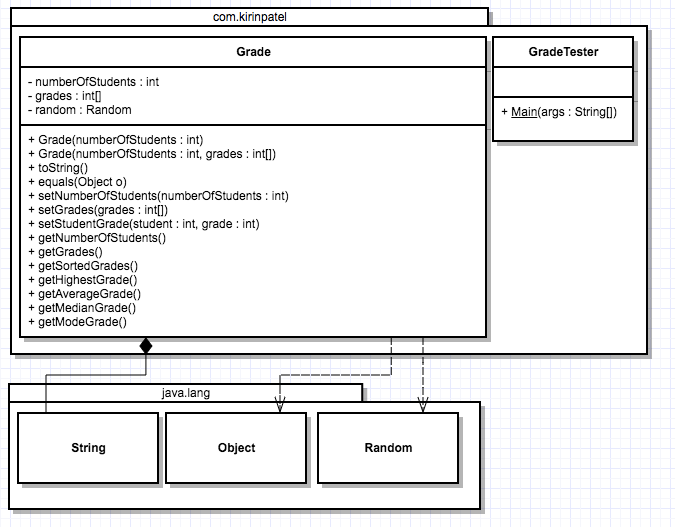 com.kirinpatel
Grade
- numberOfStudents : int
- grades : int[]
- random : Random
+ Grade(numberOfStudents : int)
+ Grade(numberOfStudents : int, grades : int[])
+ toString()
+ equals(Object o)
+ setNumberOfStudents(numberOfStudents : int)
+ setGrades(grades : int[])
+ setStudentGrade(student : int, grade : int)
+ getNumberOfStudents()
+ getGrades()
+ getSortedGrades()
+ getHighestGrade()
+ getAverageGrade()
+ getMedianGrade()
+ getModeGrade()
GradeTester
+ Main(args : String[])
java.lang
String
Object
Random